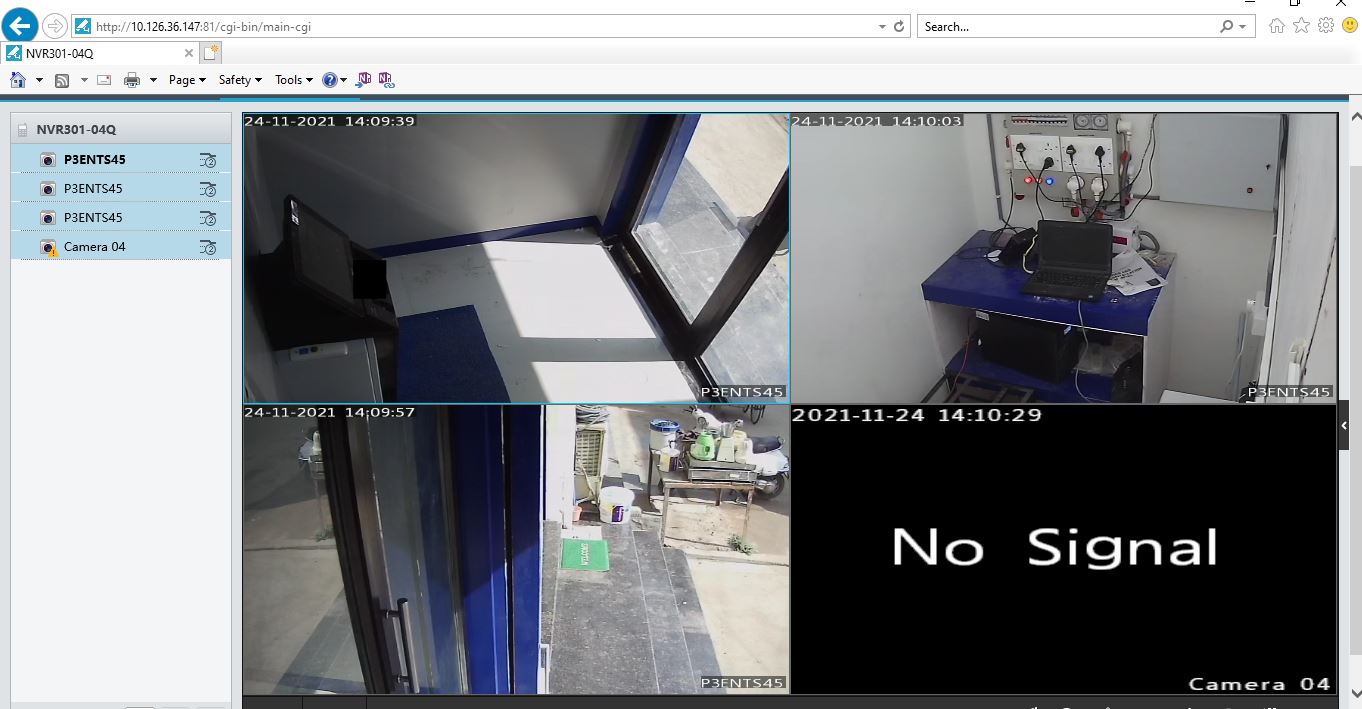 http://10.126.36.147:81/cgi-bin/main-cgi
Search...
NVR301-04Q
Page
Safety
Tools
NVR301-04Q
P3ENTS45
P3ENTS45
P3ENTS45
Camera 04
24-11-2021 14:09:39
P3ENTS45
24-11-2021 14:10:03
P3ENTS45
24-11-2021 14:09:57
WELCOME
P3ENTS45
2021-11-24 14:10:29
No Signal
Camera 04